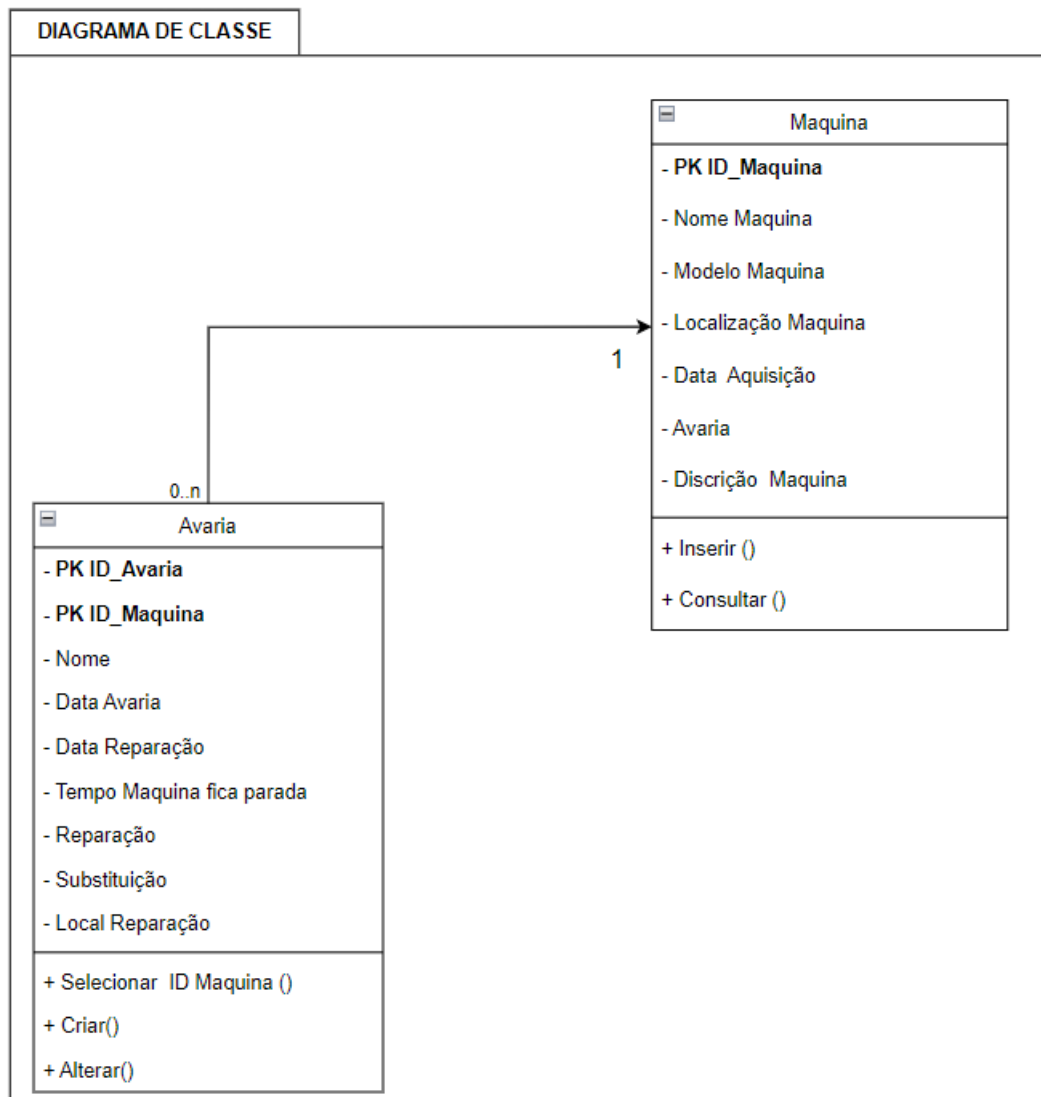 DIAGRAMA DE CLASSE
Maquina
- PK ID_Maquina
- Nome Maquina
- Modelo Maquina
- Localização Maquina
- Data Aquisição
- Avaria
- Discrição Maquina
+ Inserir ()
+ Consultar ()
1
0..n
Avaria
- PK ID_Avaria
- PK ID_Maquina
- Nome
- Data Avaria
- Data Reparação
- Tempo Maquina fica parada
- Reparação
- Substituição
- Local Reparação
+ Selecionar ID Maquina ()
+ Criar()
+ Alterar()